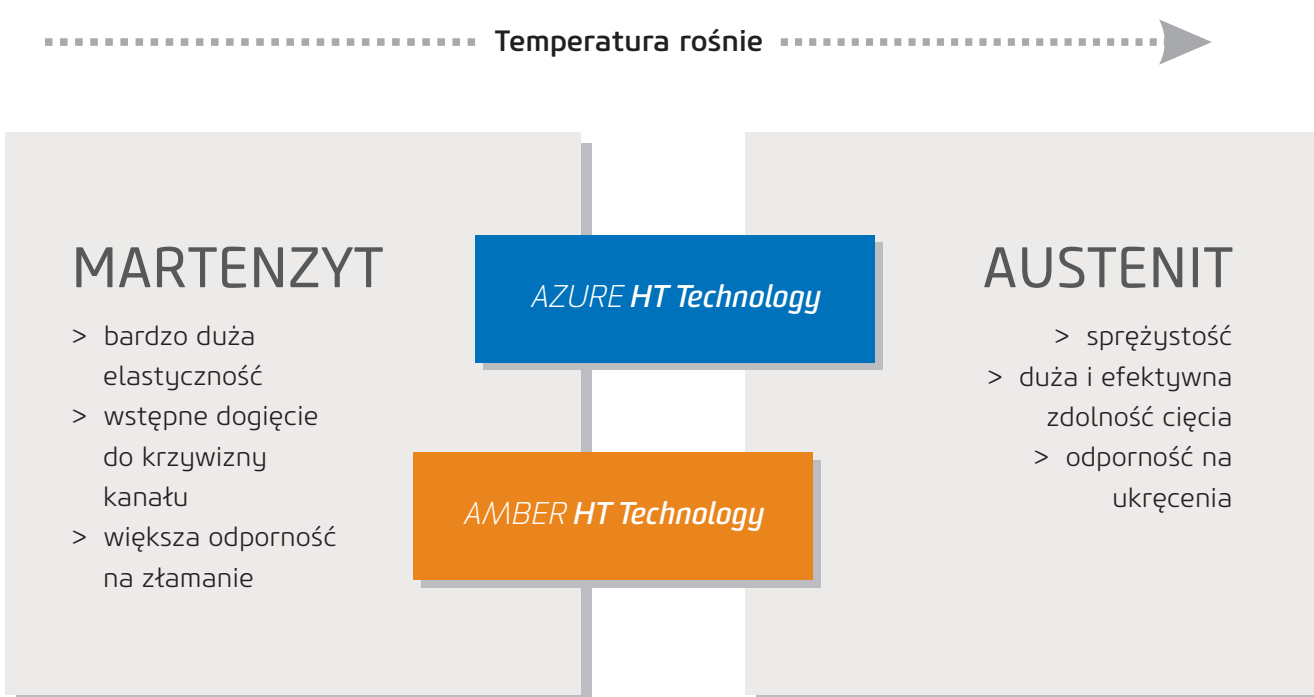 Temperatura rośnie
MARTENZYT
> bardzo duża
elastyczność
> wstępne dogięcie
do krzywizny
kanału
> większa odporność
na złamanie
AZURE HT Technology
AMBER HT Technology
AUSTENIT
> sprężystość
> duża i efektywna
zdolność cięcia
> odporność na
ukręcenia